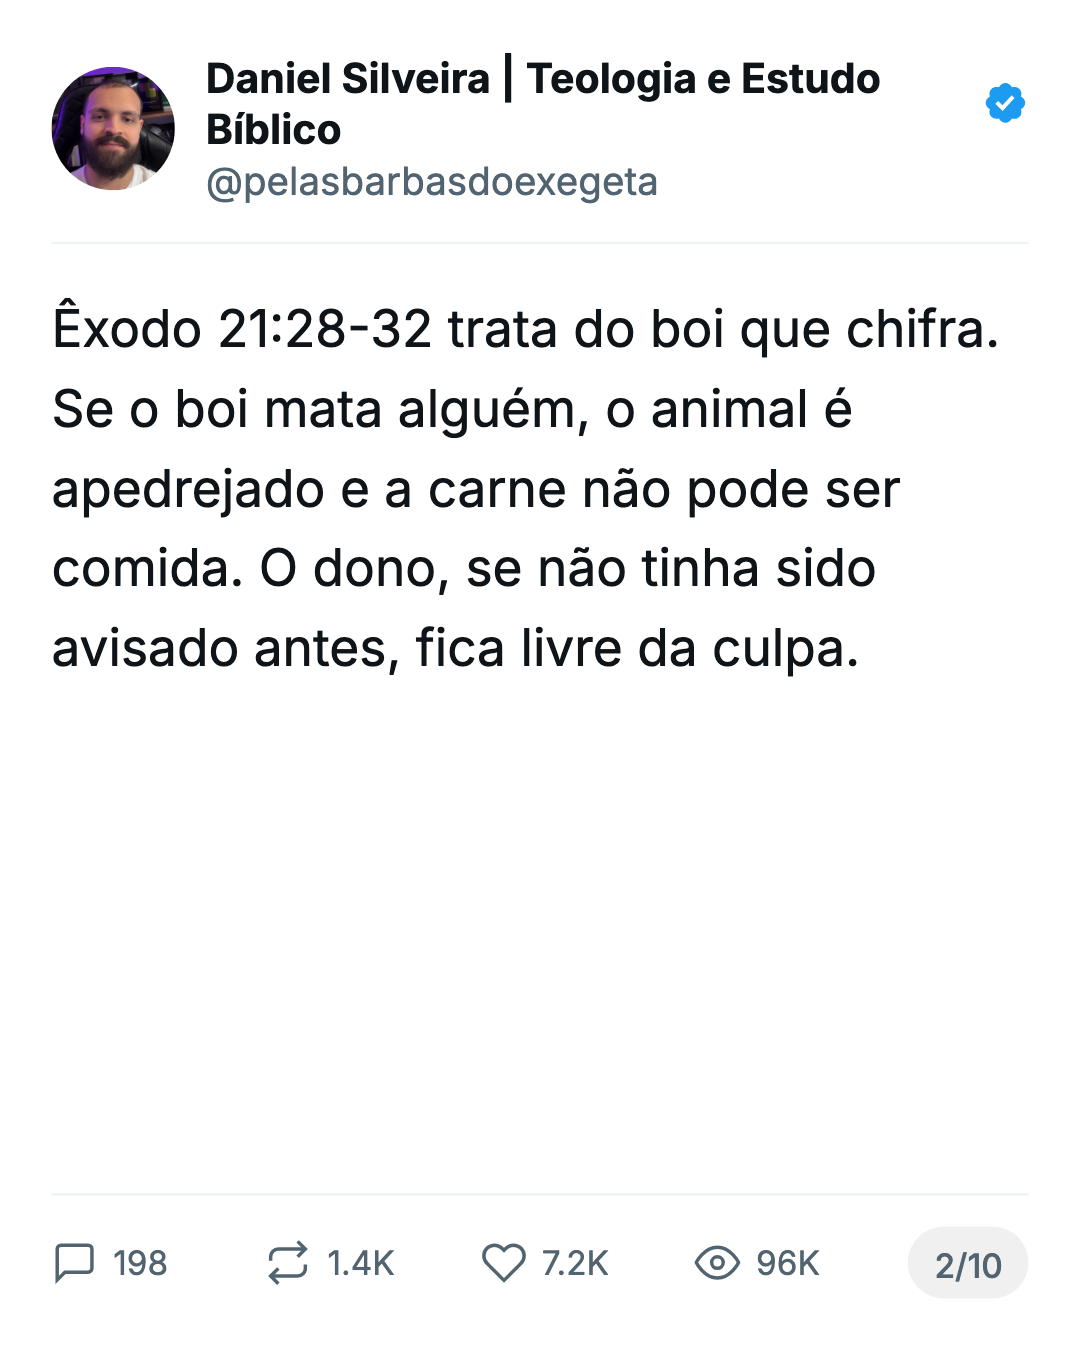 Daniel Silveira | Teologia e Estudo
Bíblico
@pelasbarbasdoexegeta
Êxodo 21:28-32 trata do boi que chifra.
Se o boi mata alguém, o animal é
apedrejado e a carne não pode ser
comida. O dono, se não tinha sido
avisado antes, fica livre da culpa.
198 1.4K 7.2K 96K 2/10